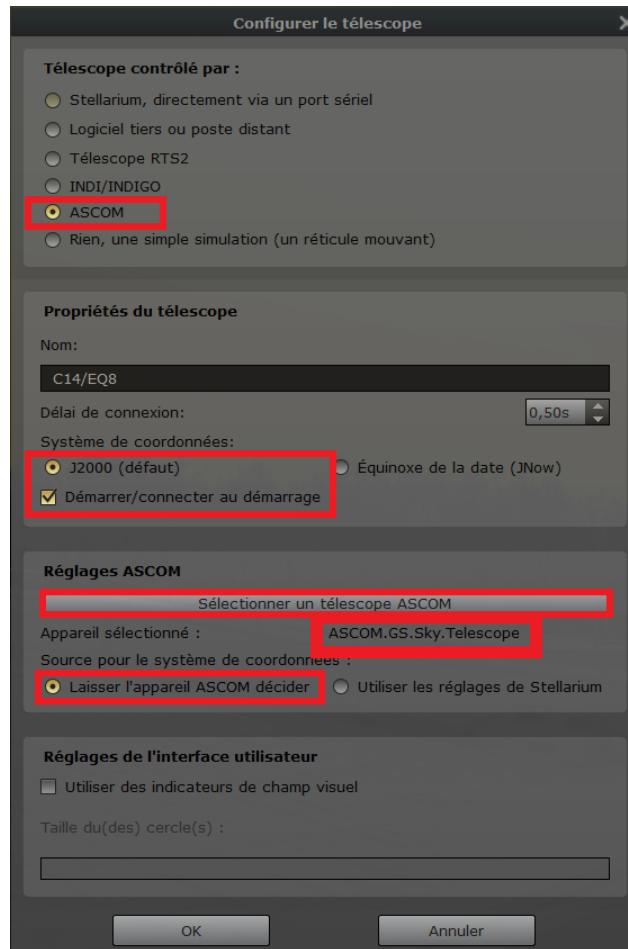 Configurer le télescope
Télescope contrôlé par :
Stellarium, directement via un port sériel
Logiciel tiers ou poste distant
Télescope RTS2
INDI/INDIGO
ASCOM
Rien, une simple simulation (un réticule mouvant)
Propriétés du télescope
Nom:
C14/EQ8
Délai de connexion: 0,50s
Système de coordonnées:
J2000 (défaut) Équinoxe de la date (JNow)
Démarrer/connecter au démarrage
Réglages ASCOM
Sélectionner un télescope ASCOM
Appareil sélectionné : ASCOM.GS.Sky.Telescope
Source pour le système de coordonnées :
Laisser l'appareil ASCOM décider Utiliser les réglages de Stellarium
Réglages de l'interface utilisateur
Utiliser des indicateurs de champ visuel
Taille du(des) cercle(s) :
OK Annuler